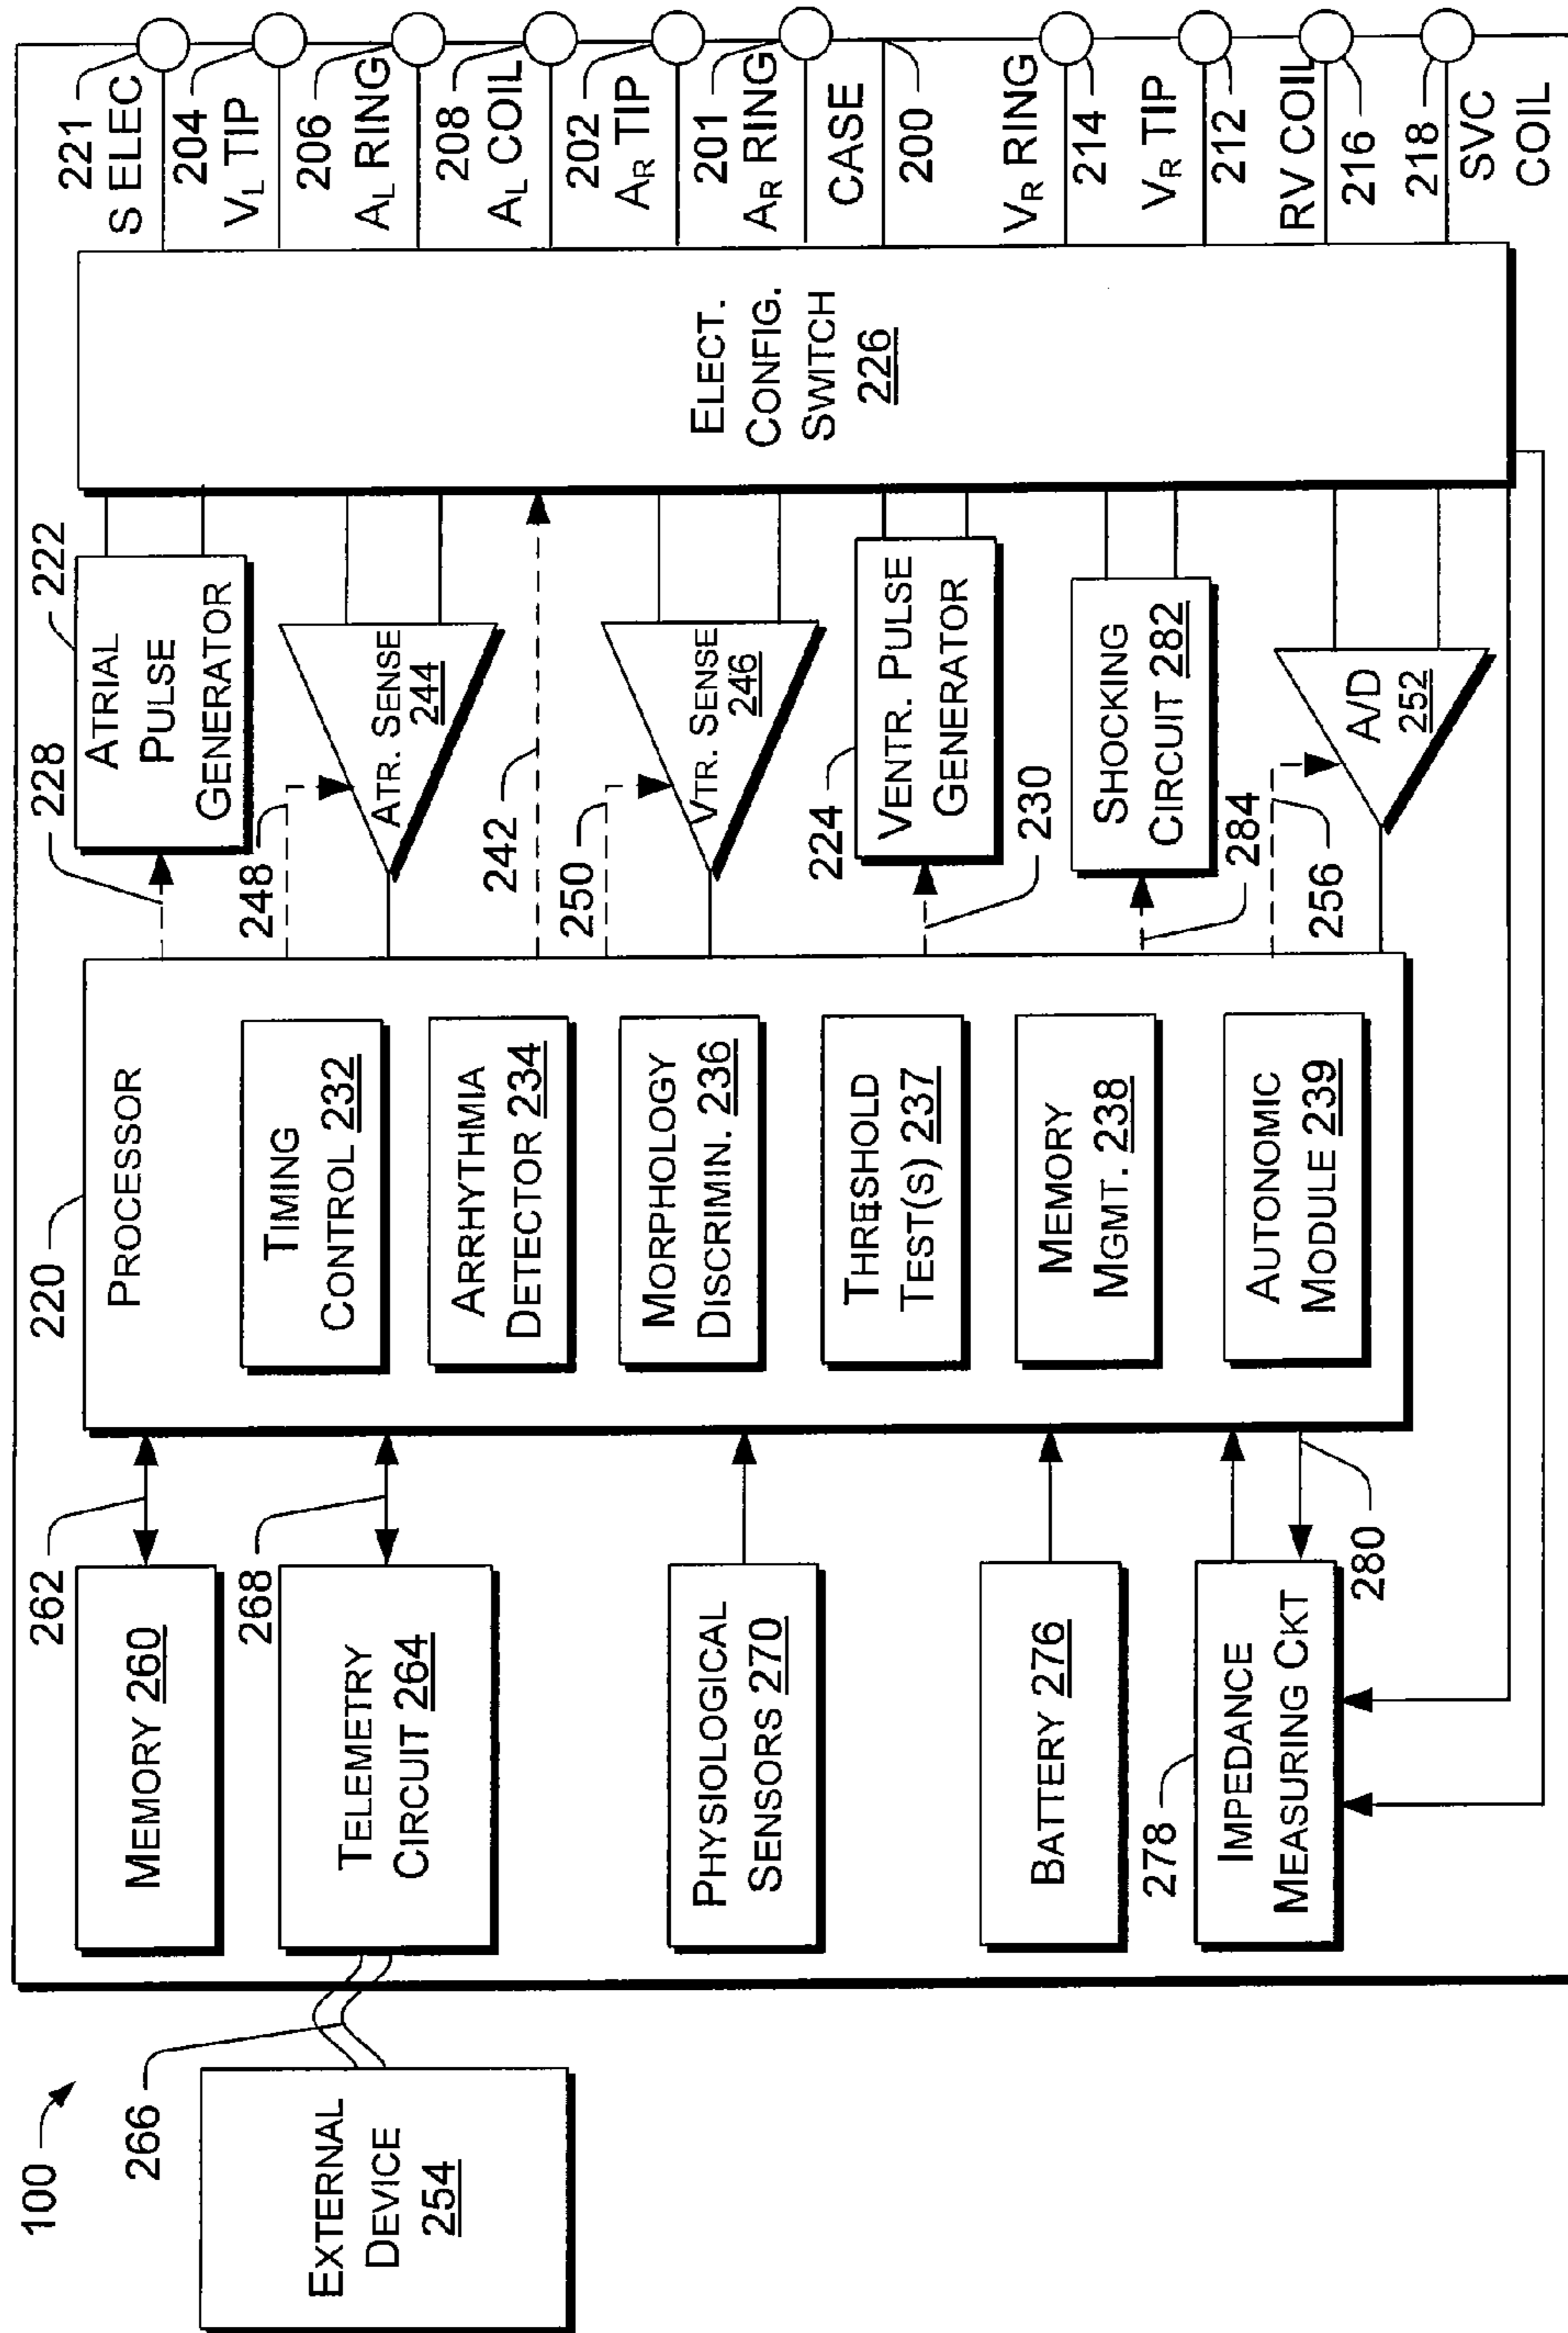 100
266
EXTERNAL
DEVICE
254
262
MEMORY 260
268
TELEMETRY
CIRCUIT 264
PHYSIOLOGICAL
SENSORS 270
BATTERY 276
278
IMPEDANCE
MEASURING CKT
280
220
PROCESSOR
TIMING
CONTROL 232
ARRHYTHMIA
DETECTOR 234
MORPHOLOGY
DISCRIMIN. 236
THRESHOLD
TEST(S) 237
MEMORY
MGMT. 238
AUTONOMIC
MODULE 239
228
222
ATRIAL
PULSE
GENERATOR
248
ATR. SENSE
244
242
250
VTR. SENSE
246
224
VENTR. PULSE
GENERATOR
230
SHOCKING
CIRCUIT 282
284
256
A/D
252
ELECT.
CONFIG.
SWITCH
226
221
S ELEC
204
VL TIP
206
AL RING
208
AL COIL
202
AR TIP
201
AR RING
CASE
200
VR RING
214
VR TIP
212
RV COIL
216
218
SVC
COIL